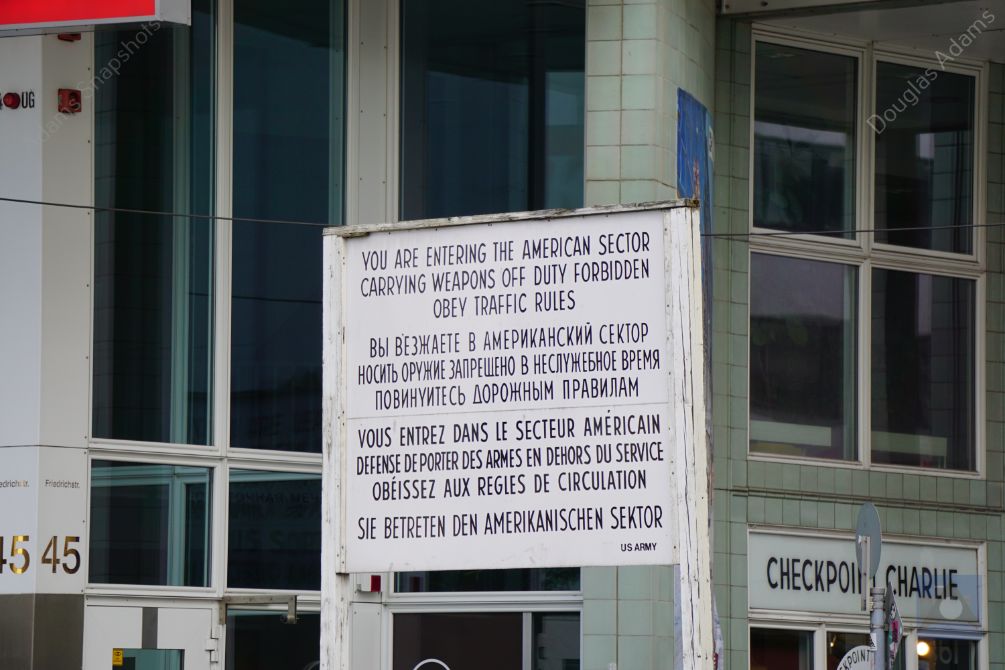 YOU ARE ENTERING THE AMERICAN SECTOR
CARRYING WEAPONS OFF DUTY FORBIDDEN
OBEY TRAFFIC RULES
ВЫ ВЪЕЗЖАЕТЕ В АМЕРИКАНСКИЙ СЕКТОР
НОСИТЬ ОРУЖИЕ ЗАПРЕЩЕНО В НЕСЛУЖЕБНОЕ ВРЕМЯ
ПОВИНУИТЕСЬ ДОРОЖНЫМ ПРАВИЛАМ
VOUS ENTREZ DANS LE SECTEUR AMÉRICAIN
DEFENSE DE PORTER DES ARMES EN DEHORS DU SERVICE
OBÉISSEZ AUX REGLES DE CIRCULATION
SIE BETRETEN DEN AMERIKANISCHEN SEKTOR
US ARMY
CHECKPOINT CHARLIE
Friedrichstr.
45 45
Douglas Adams
Snapshots